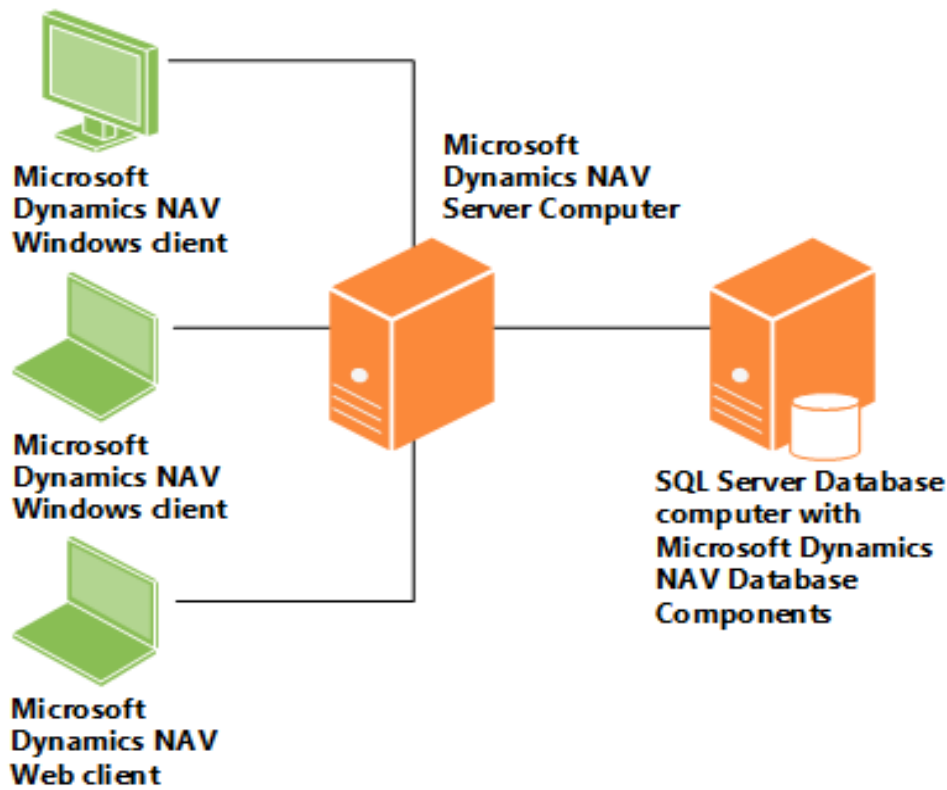 Microsoft
Dynamics NAV
Windows client
Microsoft
Dynamics NAV
Server Computer
Microsoft
Dynamics NAV
Windows client
SQL Server Database
computer with
Microsoft Dynamics
NAV Database
Components
Microsoft
Dynamics NAV
Web client